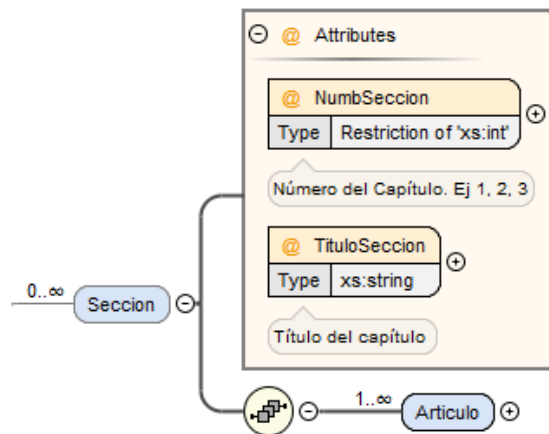 @ Attributes
@ NumbSeccion
Type Restriction of 'xs:int'
Número del Capítulo. Ej 1, 2, 3
@ TituloSeccion
Type xs:string
Título del capítulo
0..∞
Seccion
1..∞
Articulo